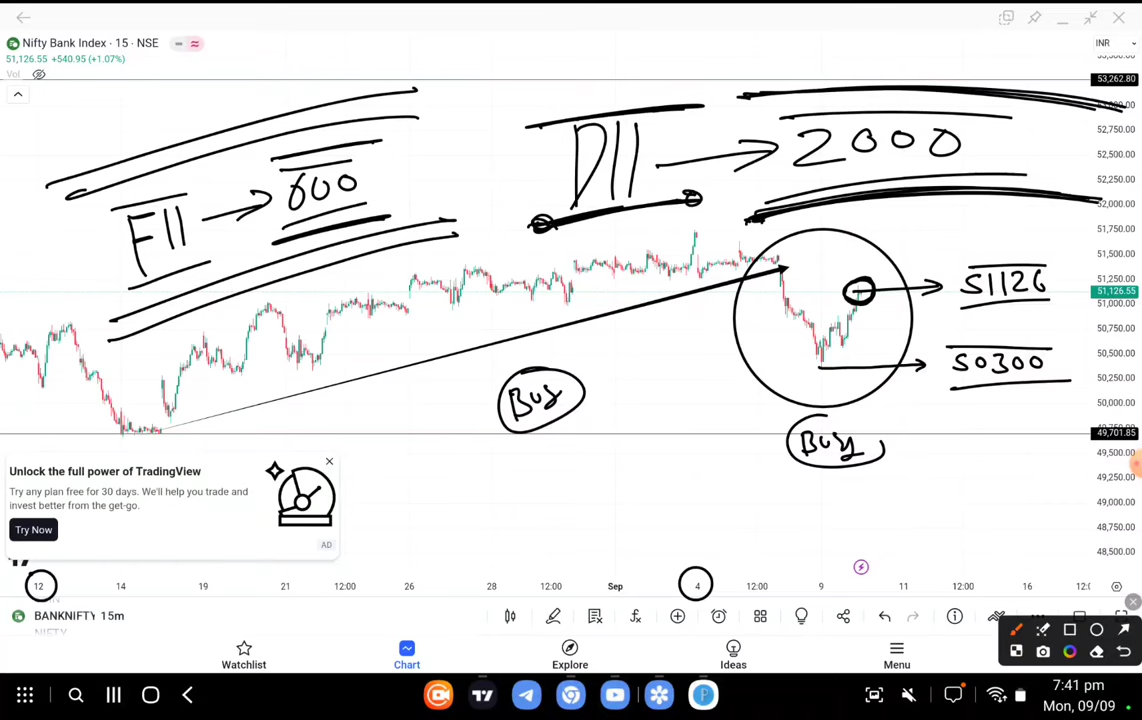 Nifty Bank Index · 15 · NSE
51,126.55 +540.95 (+1.07%)
Vol
INR
53,262.80
53,000.00
52,750.00
52,500.00
52,250.00
52,000.00
51,750.00
51,500.00
51,250.00
51,126.55
51,000.00
50,750.00
50,500.00
50,250.00
50,000.00
49,701.85
49,500.00
49,250.00
49,000.00
48,750.00
48,500.00
FII → 600
DII → 2000
51126
50300
Buy
Buy
Unlock the full power of TradingView
Try any plan free for 30 days. We'll help you trade and
invest better from the get-go.
Try Now
AD
12 14 19 21 12:00 26 28 12:00 Sep 4 12:00 9 11 12:00 16
BANKNIFTY 15m
NIFTY
Watchlist
Chart
Explore
Ideas
Menu
7:41 pm
Mon, 09/09